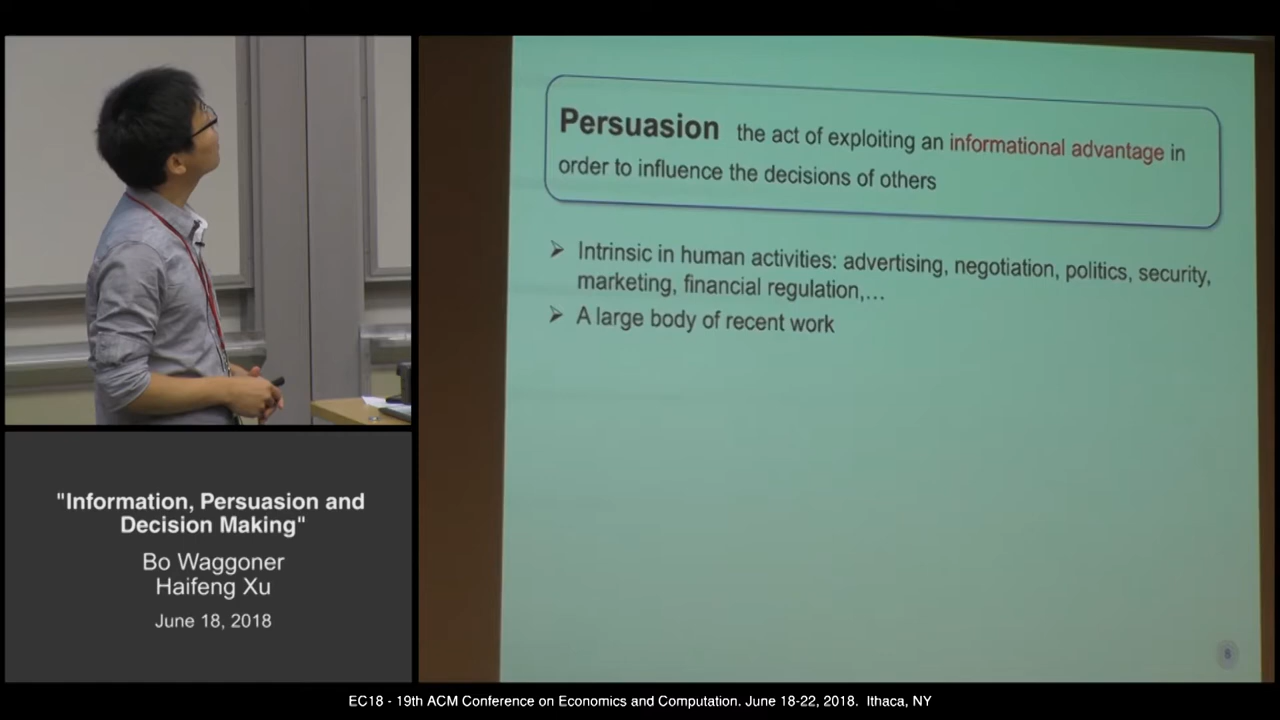 Persuasion the act of exploiting an informational advantage in
order to influence the decisions of others
➢ Intrinsic in human activities: advertising, negotiation, politics, security,
marketing, financial regulation,…
➢ A large body of recent work
8
"Information, Persuasion and
Decision Making"
Bo Waggoner
Haifeng Xu
June 18, 2018
EC18 - 19th ACM Conference on Economics and Computation. June 18-22, 2018. Ithaca, NY